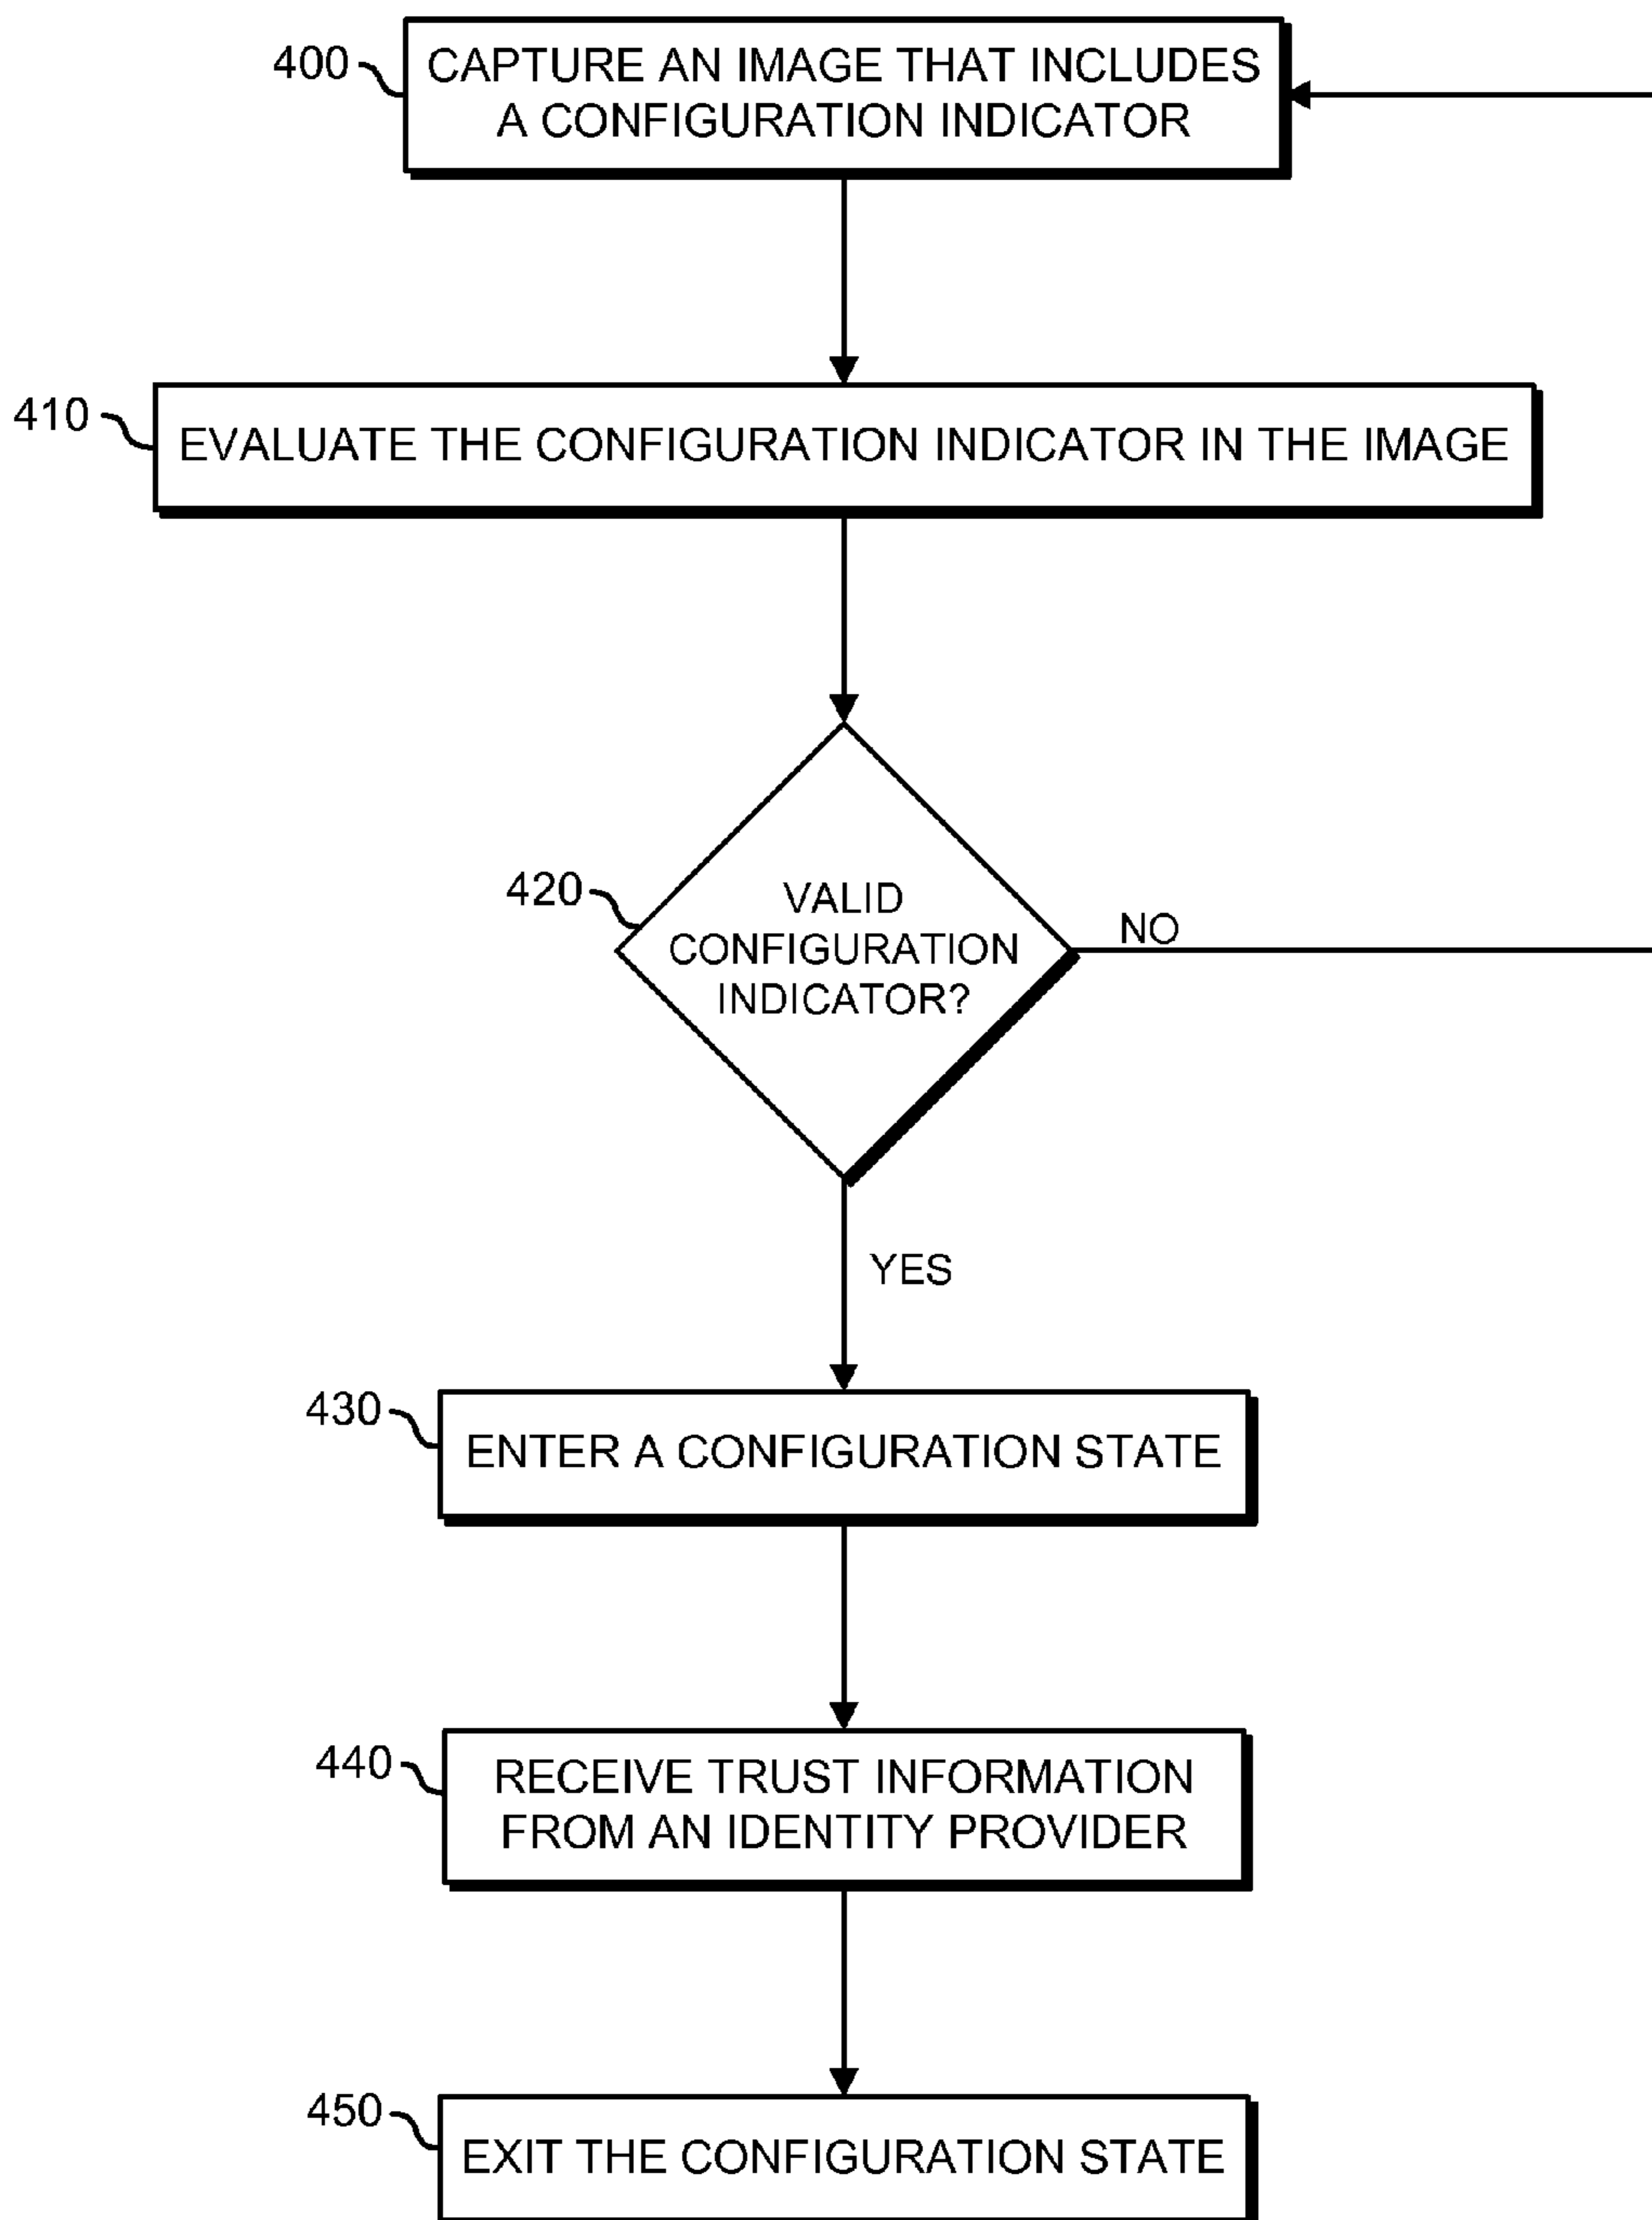 400
CAPTURE AN IMAGE THAT INCLUDES
A CONFIGURATION INDICATOR
410
EVALUATE THE CONFIGURATION INDICATOR IN THE IMAGE
420
VALID
CONFIGURATION
INDICATOR?
NO
YES
430
ENTER A CONFIGURATION STATE
440
RECEIVE TRUST INFORMATION
FROM AN IDENTITY PROVIDER
450
EXIT THE CONFIGURATION STATE